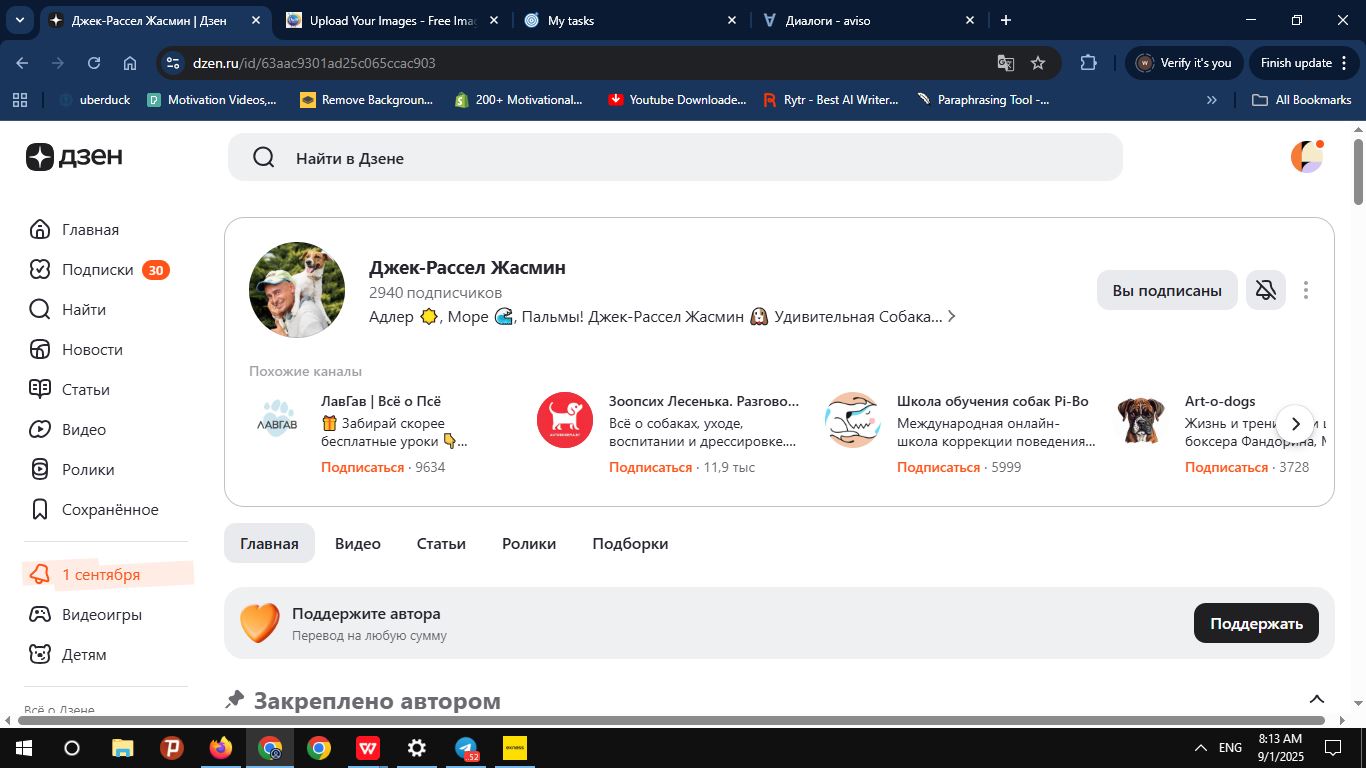 Джек-Рассел Жасмин | Дзен
Upload Your Images - Free Imag
My tasks
Диалоги - aviso
dzen.ru/id/63aac9301ad25c065ccac903
Verify it's you
Finish update
uberduck
Motivation Videos,...
Remove Backgroun...
200+ Motivational...
Youtube Downloade...
Rytr - Best AI Writer...
Paraphrasing Tool -...
All Bookmarks
дзен
Найти в Дзене
Главная
Подписки 30
Найти
Новости
Статьи
Видео
Ролики
Сохранённое
1 сентября
Видеоигры
Детям
Всё о Дзене
Джек-Рассел Жасмин
2940 подписчиков
Адлер 🌞, Море 🌊, Пальмы! Джек-Рассел Жасмин 🐶 Удивительная Собака...
Вы подписаны
Похожие каналы
ЛавГав | Всё о Псё
🎁 Забирай скорее
бесплатные уроки 👇...
Подписаться · 9634
ЛАВГАВ
Зоопсих Лесенька. Разгово...
Всё о собаках, уходе,
воспитании и дрессировке....
Подписаться · 11,9 тыс
Школа обучения собак Pi-Bo
Международная онлайн-
школа коррекции поведения...
Подписаться · 5999
Art-o-dogs
боксера Фандорина,
Подписаться · 3728
Главная
Видео
Статьи
Ролики
Подборки
Поддержите автора
Перевод на любую сумму
Поддержать
Закреплено автором
52
exness
ENG
8:13 AM
9/1/2025